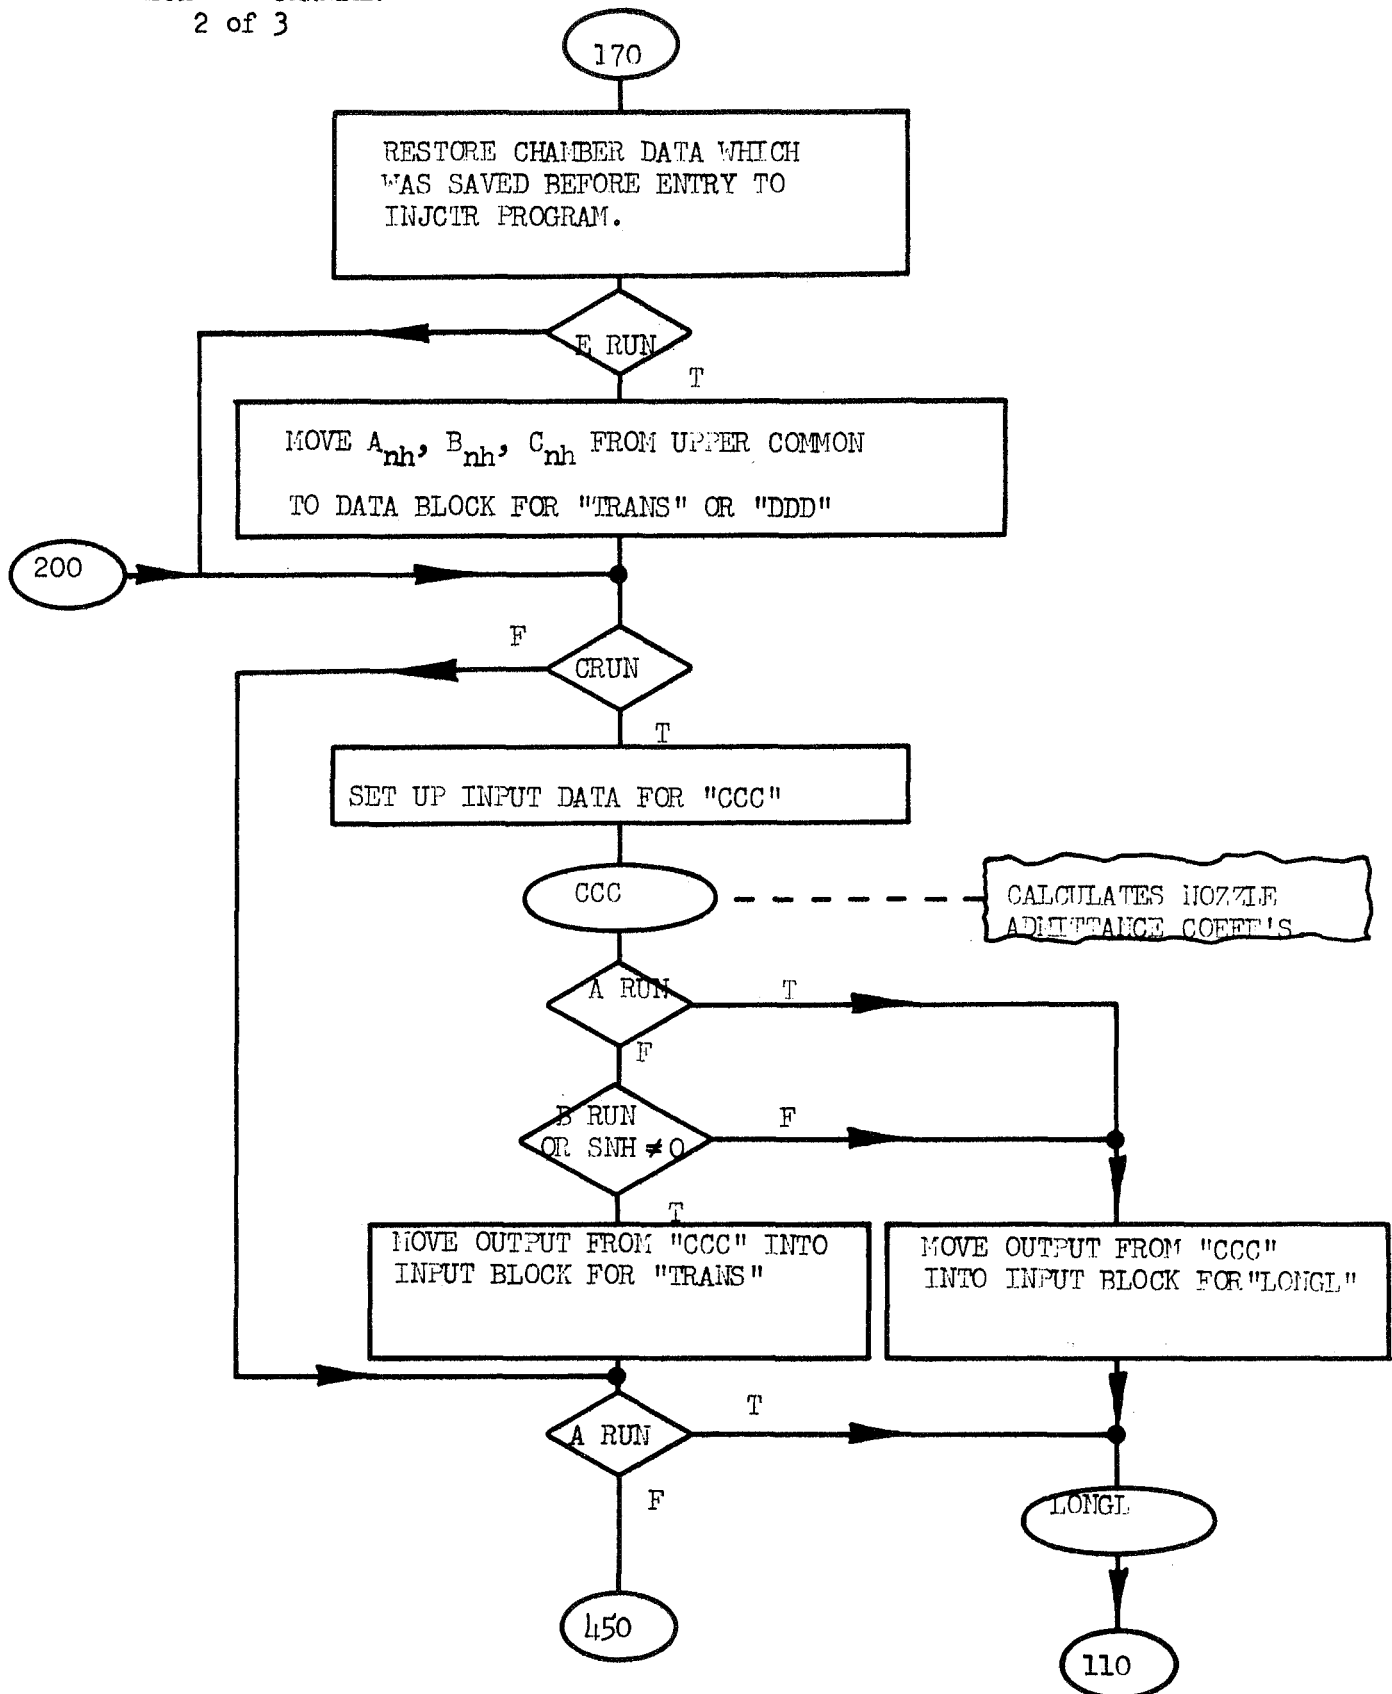 2 of 3
170
RESTORE CHAMBER DATA WHICH
WAS SAVED BEFORE ENTRY TO
INJCTR PROGRAM.
E RUN
T
MOVE Anh, Bnh, Cnh FROM UPPER COMMON
TO DATA BLOCK FOR "TRANS" OR "DDD"
200
F
CRUN
T
SET UP INPUT DATA FOR "CCC"
CCC
CALCULATES NOZZLE
ADMITTANCE COEFF'S
A RUN
T
F
B RUN
OR SNH ≠ 0
F
T
MOVE OUTPUT FROM "CCC" INTO
INPUT BLOCK FOR "TRANS"
MOVE OUTPUT FROM "CCC"
INTO INPUT BLOCK FOR "LONGL"
A RUN
T
F
LONGL
450
110